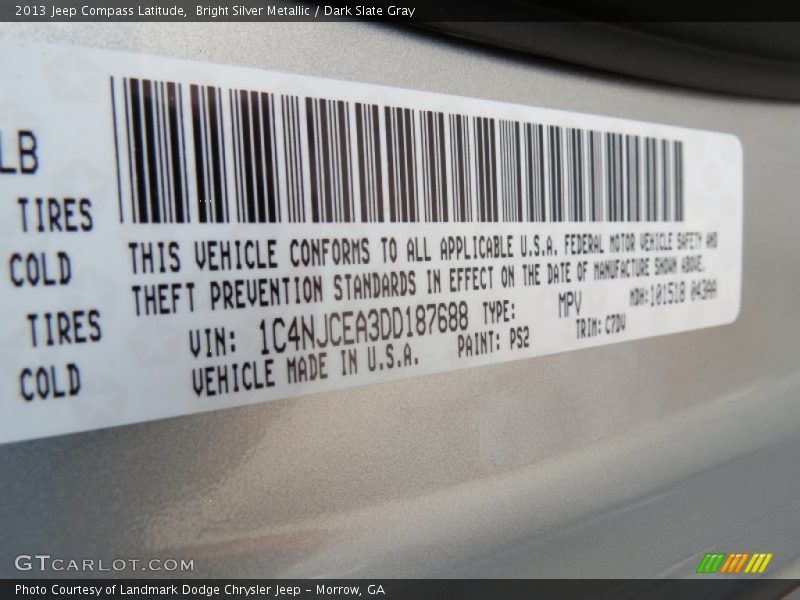 2013 Jeep Compass Latitude, Bright Silver Metallic / Dark Slate Gray
LB
TIRES
COLD
TIRES
COLD
THIS VEHICLE CONFORMS TO ALL APPLICABLE U.S.A. FEDERAL MOTOR VEHICLE SAFETY AND
THEFT PREVENTION STANDARDS IN EFFECT ON THE DATE OF MANUFACTURE SHOWN ABOVE.
VIN: 1C4NJCEA3DD187688 TYPE: MPV MDH:101518 043AA
VEHICLE MADE IN U.S.A. PAINT: PS2 TRIM: C7DV
GTCARLOT.COM
Photo Courtesy of Landmark Dodge Chrysler Jeep - Morrow, GA